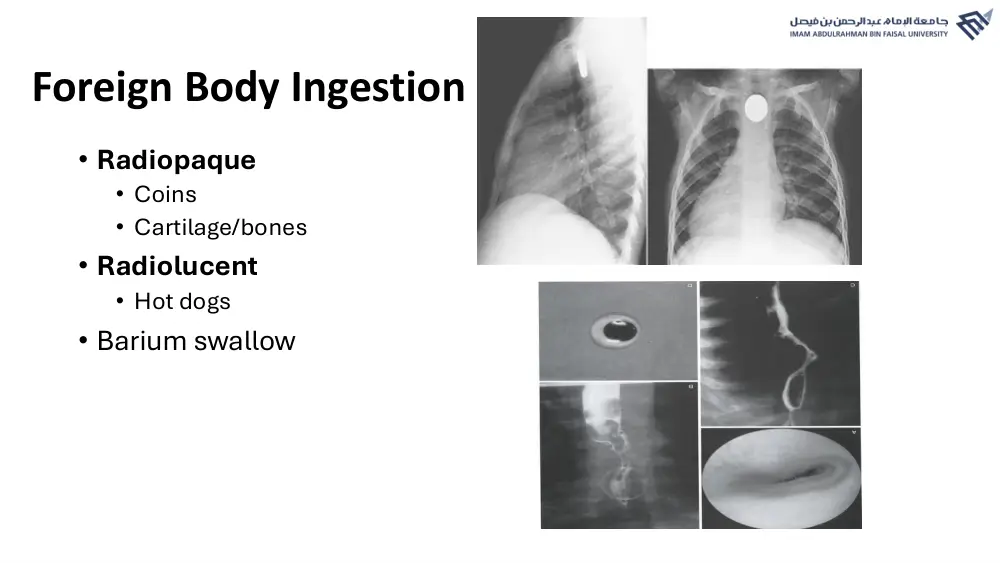 جامعة الإمام عبدالرحمن بن فيصل
IMAM ABDULRAHMAN BIN FAISAL UNIVERSITY
Foreign Body Ingestion
• Radiopaque
• Coins
• Cartilage/bones
• Radiolucent
• Hot dogs
• Barium swallow